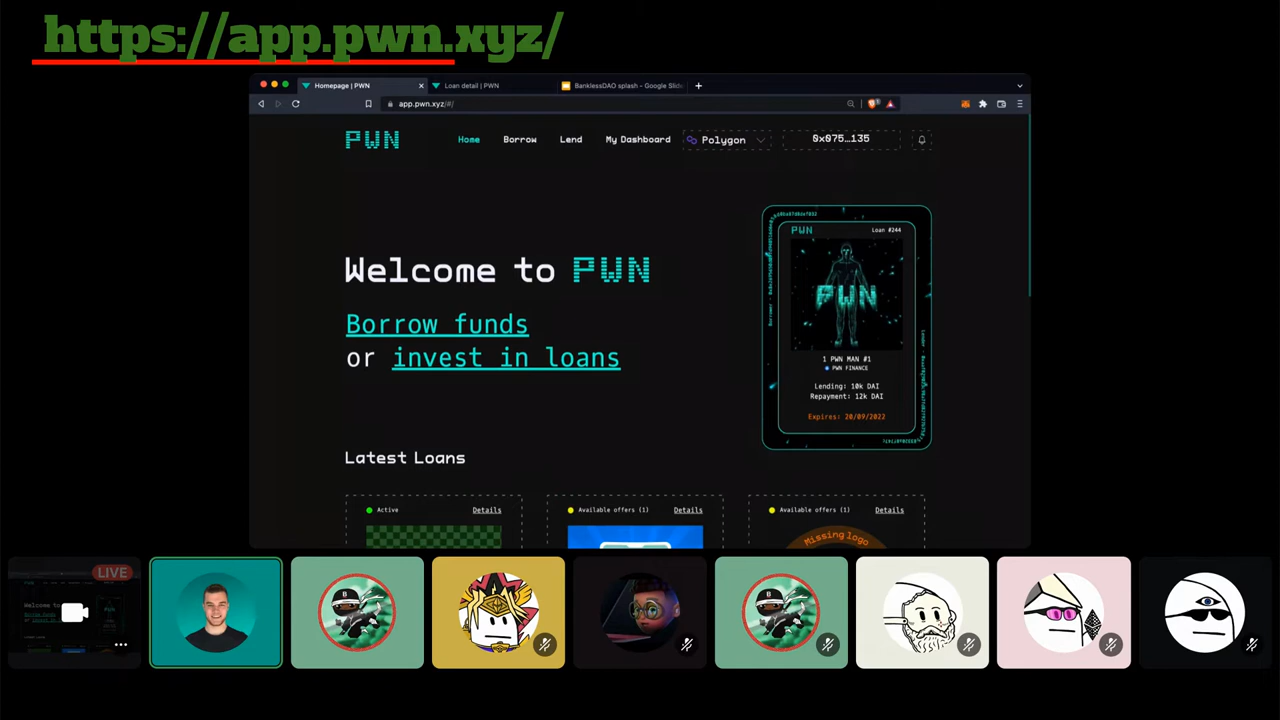 https://app.pwn.xyz/
Homepage | PWN
Loan detail | PWN
BanklessDAO splash - Google Slide
app.pwn.xyz/#/
PWN
Home Borrow Lend My Dashboard Polygon 0x075...135
Welcome to PWN
Borrow funds
or invest in loans
PWN Loan #244
PWN
1 PWN MAN #1
PWN FINANCE
Lending: 10k DAI
Repayment: 12k DAI
Expires: 20/09/2022
Latest Loans
Active Details
Available offers (1) Details
Available offers (1) Details
Missing logo
LIVE
B
B